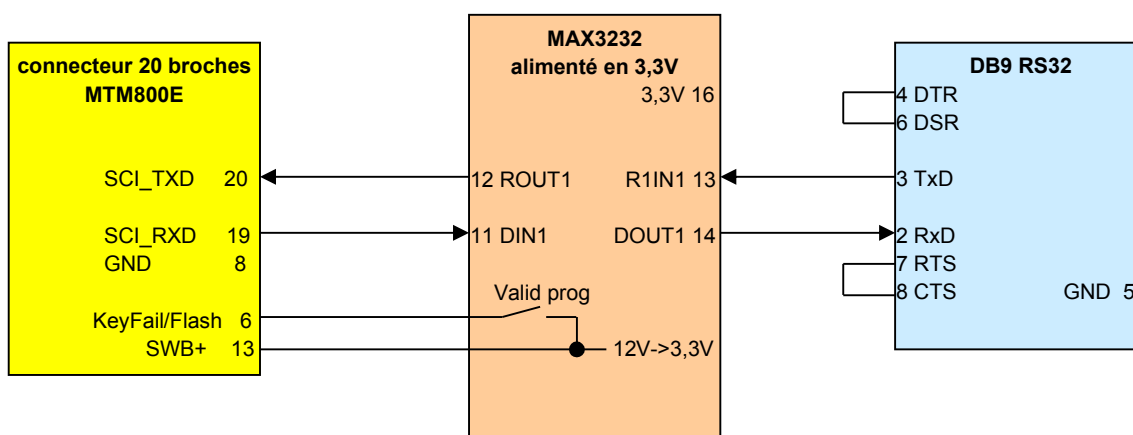 connecteur 20 broches
MTM800E
SCI_TXD 20
SCI_RXD 19
GND 8
KeyFail/Flash 6
SWB+ 13
MAX3232
alimenté en 3,3V
3,3V 16
12 ROUT1
R1IN1 13
11 DIN1
DOUT1 14
Valid prog
12V->3,3V
DB9 RS32
4 DTR
6 DSR
3 TxD
2 RxD
7 RTS
8 CTS
GND 5